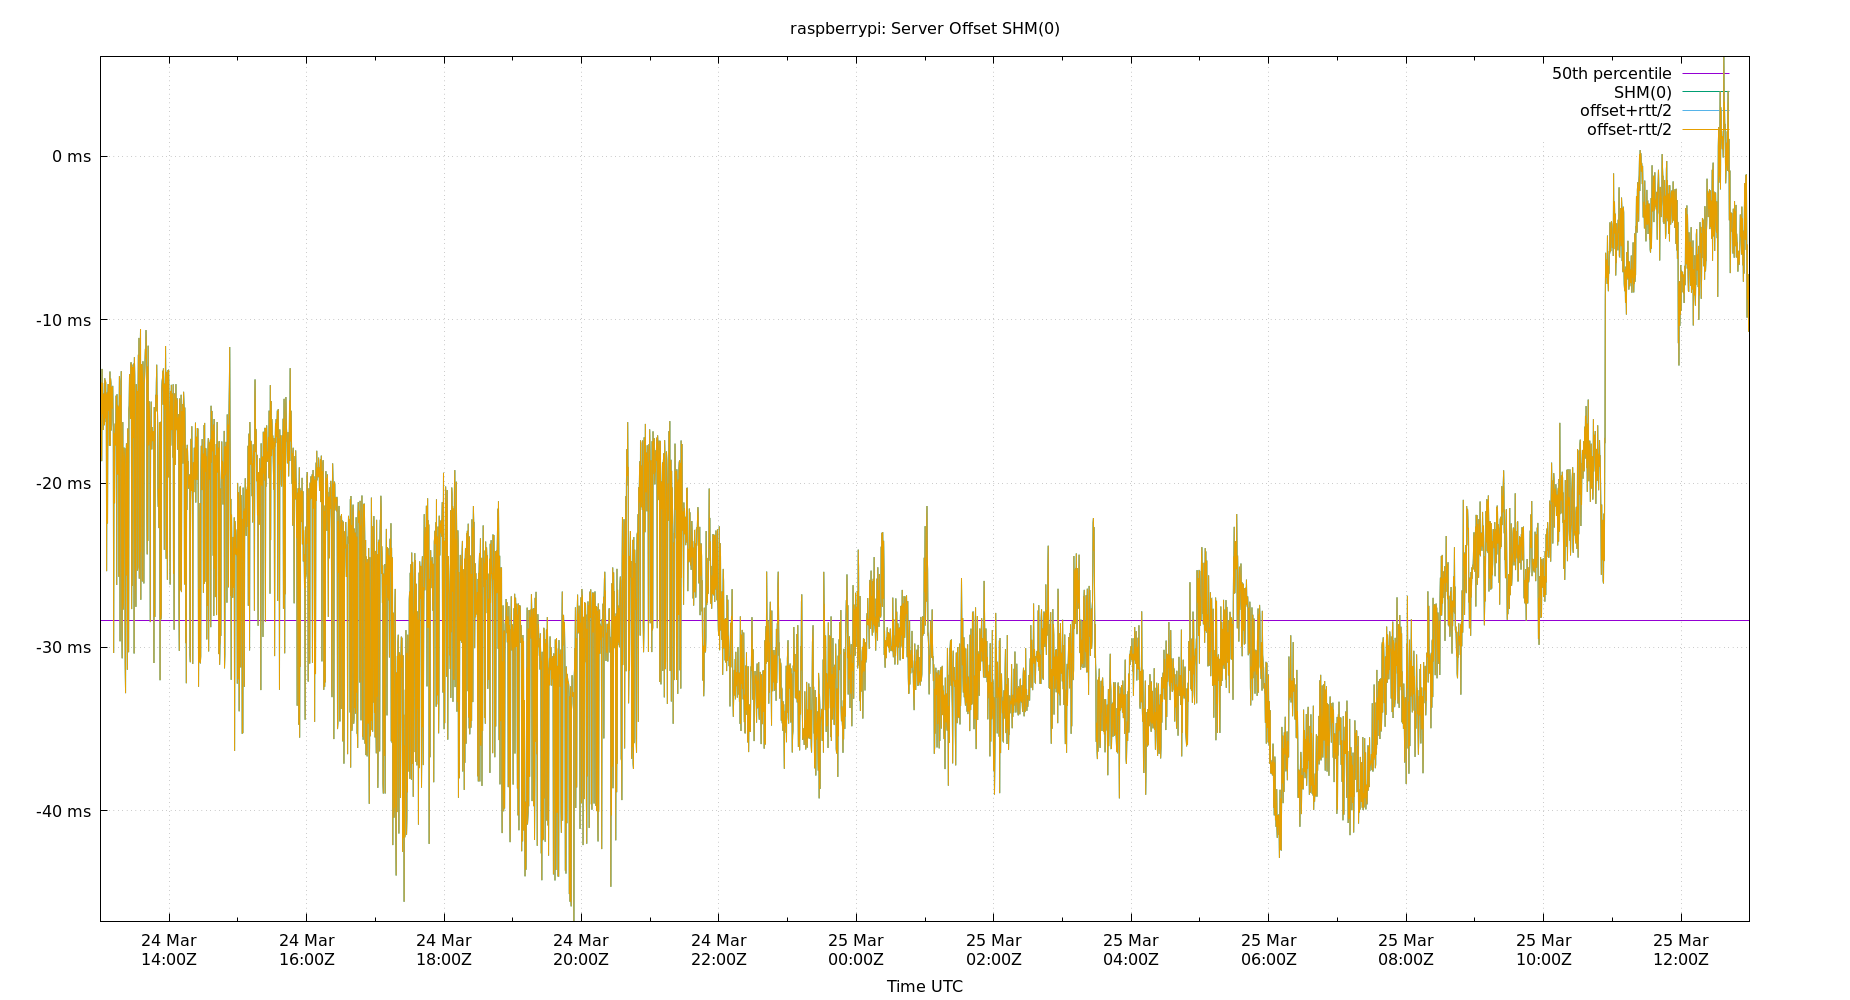 raspberrypi: Server Offset SHM(0)
50th percentile
SHM(0)
offset+rtt/2
offset-rtt/2
0 ms
-10 ms
-20 ms
-30 ms
-40 ms
24 Mar 24 Mar 24 Mar 24 Mar 24 Mar 25 Mar 25 Mar 25 Mar 25 Mar 25 Mar 25 Mar 25 Mar
14:00Z 16:00Z 18:00Z 20:00Z 22:00Z 00:00Z 02:00Z 04:00Z 06:00Z 08:00Z 10:00Z 12:00Z
Time UTC